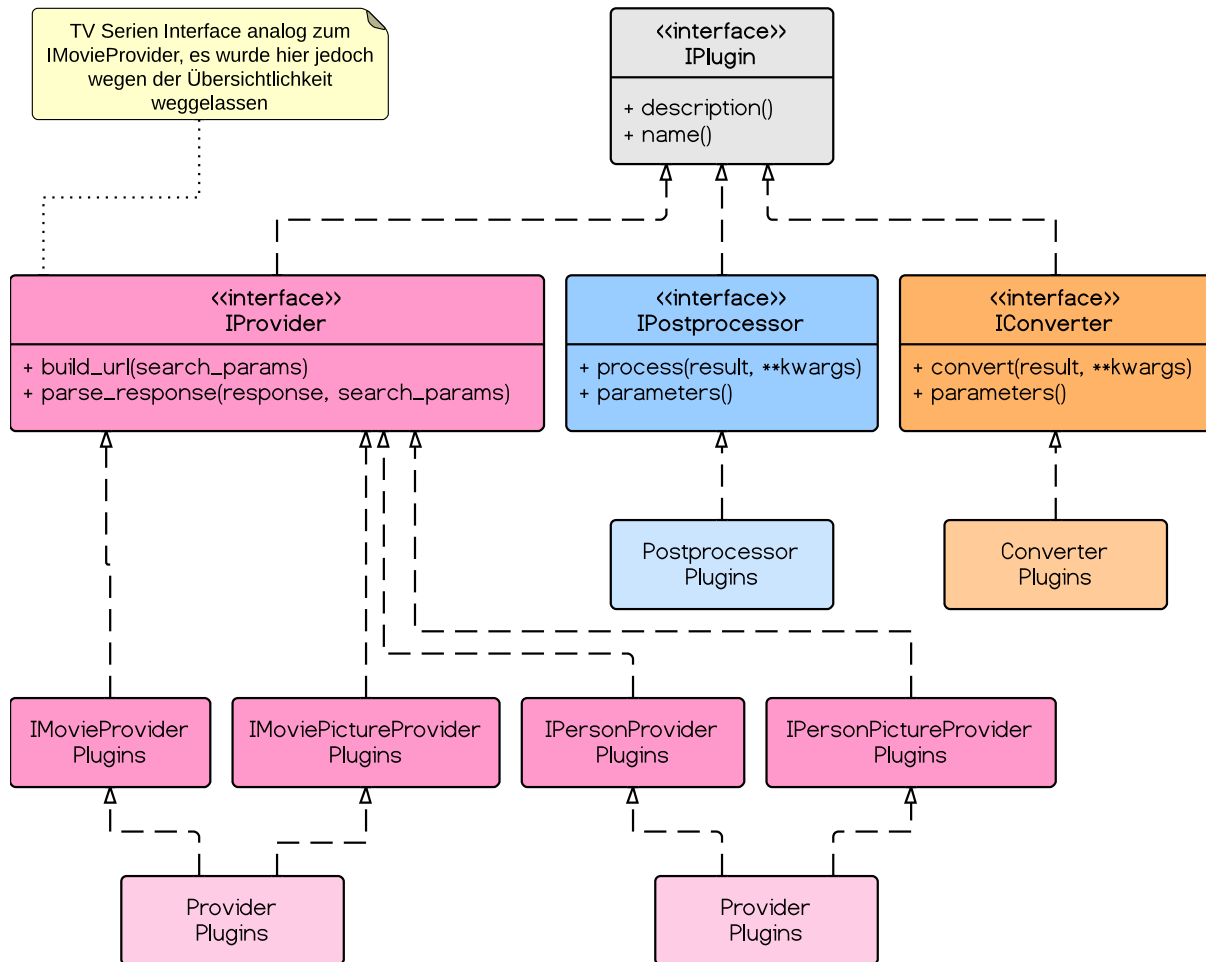 TV Serien Interface analog zum
IMovieProvider, es wurde hier jedoch
wegen der Übersichtlichkeit
weggelassen
<<interface>>
IPlugin
+ description()
+ name()
<<interface>>
IProvider
+ build_url(search_params)
+ parse_response(response, search_params)
<<interface>>
IPostprocessor
+ process(result, **kwargs)
+ parameters()
<<interface>>
IConverter
+ convert(result, **kwargs)
+ parameters()
Postprocessor
Plugins
Converter
Plugins
IMovieProvider
Plugins
IMoviePictureProvider
Plugins
IPersonProvider
Plugins
IPersonPictureProvider
Plugins
Provider
Plugins
Provider
Plugins